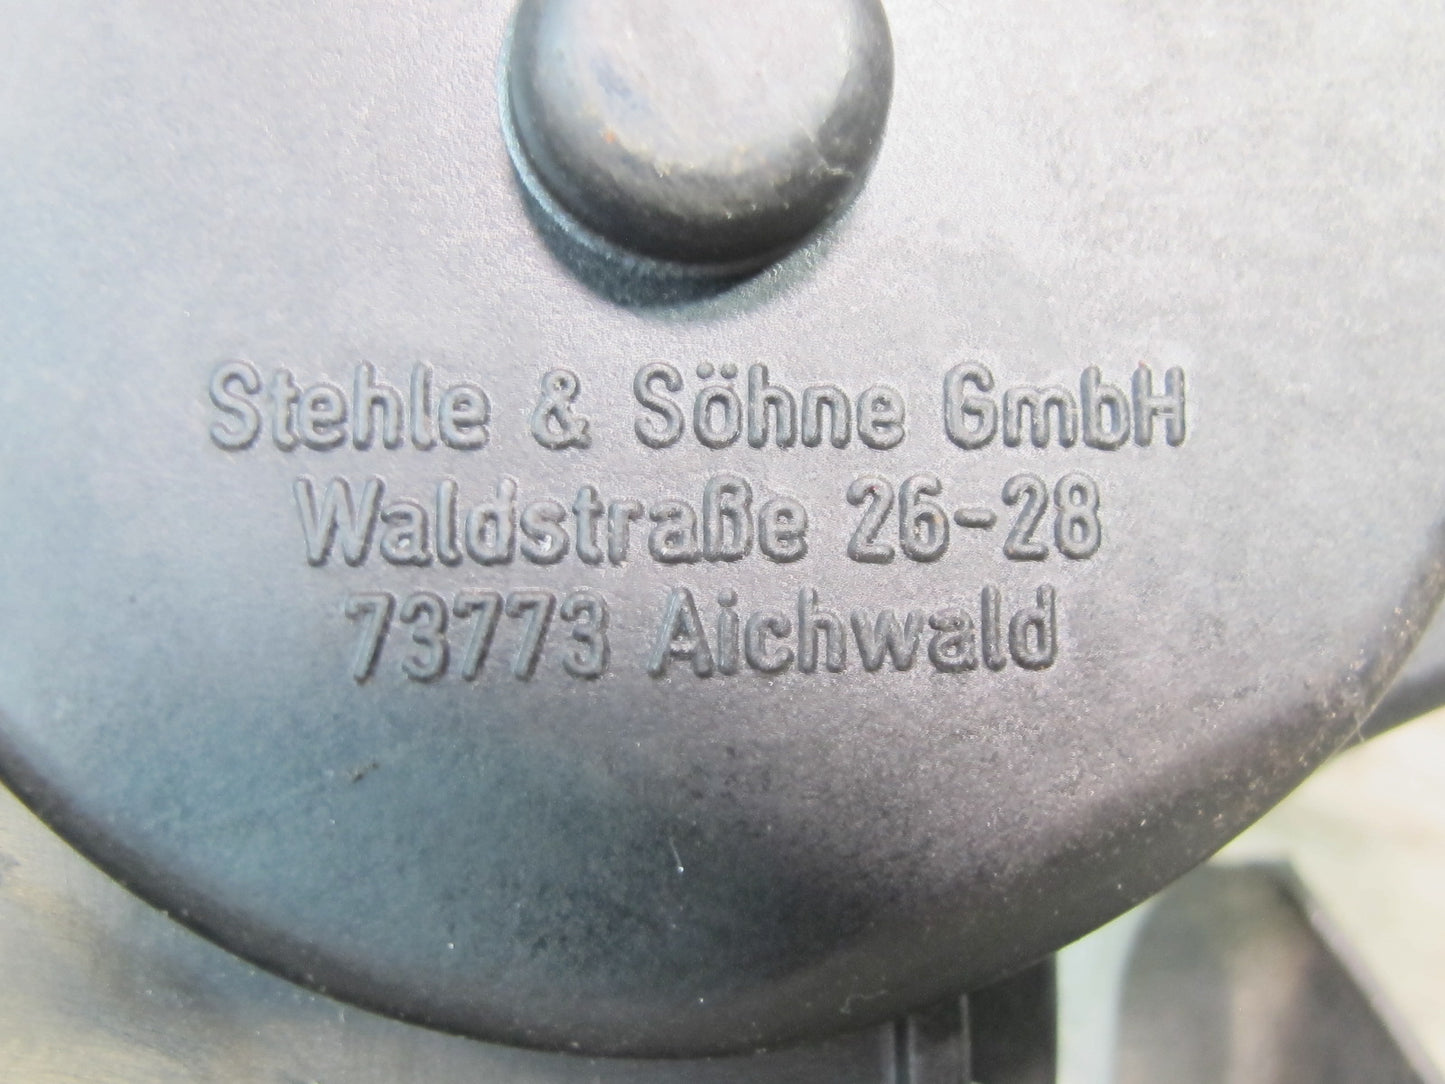 Stehle & Söhne GmbH
Waldstraße 26-28
73773 Aichwald